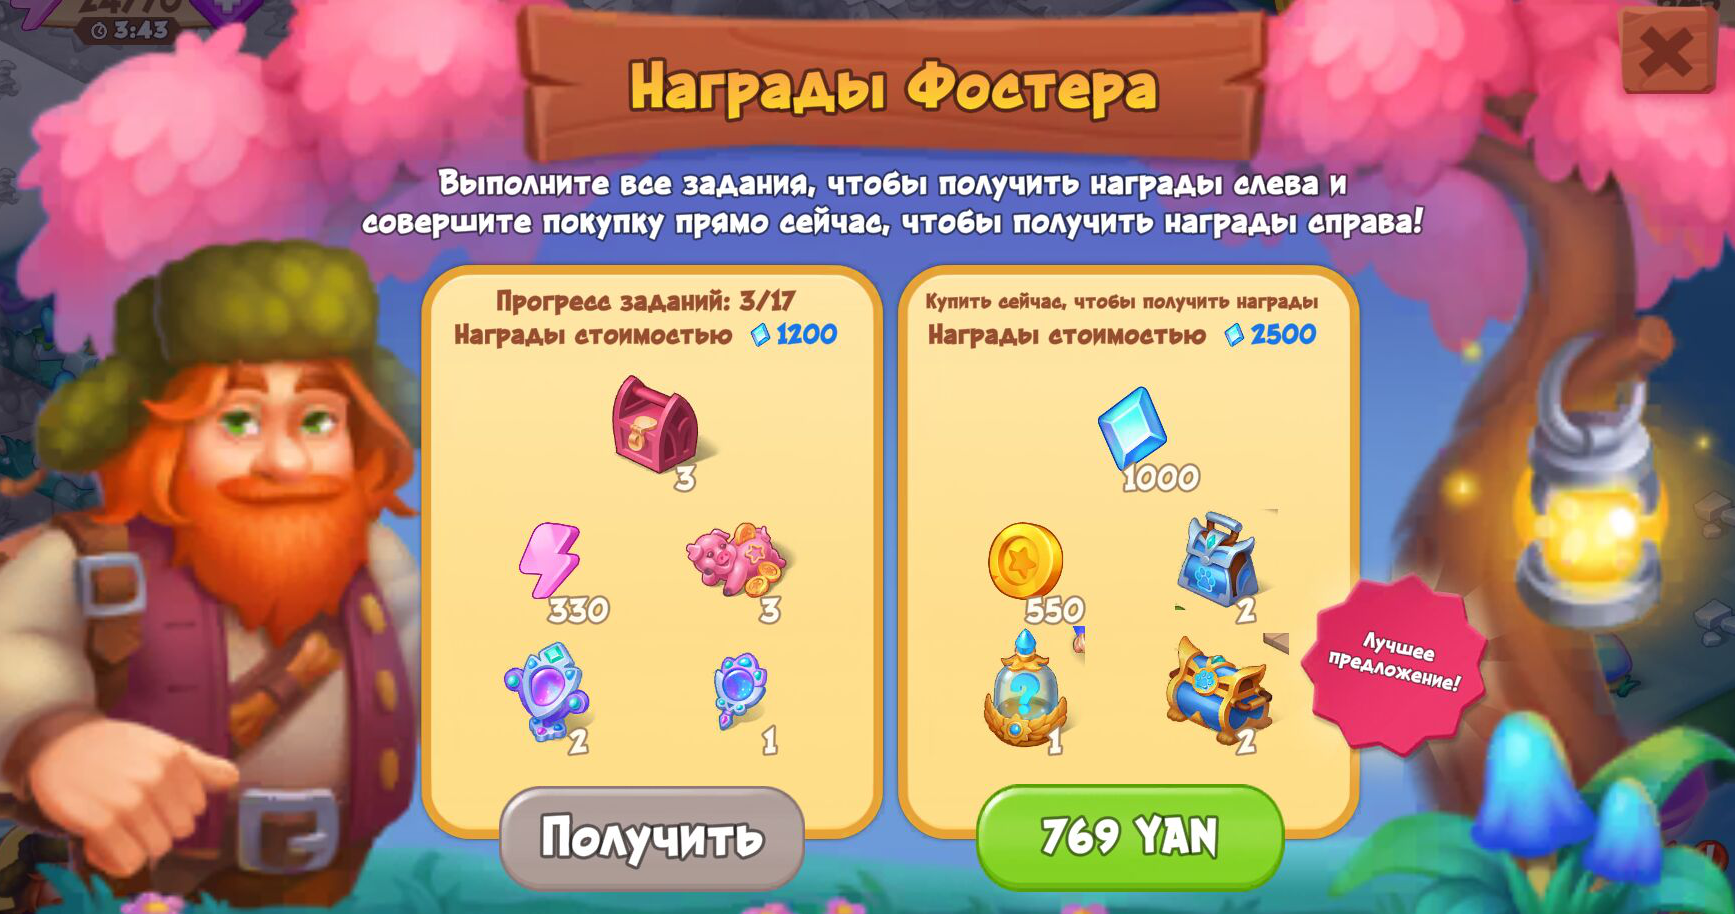 24/70
3:43
Награды Фостера
Выполните все задания, чтобы получить награды слева и
совершите покупку прямо сейчас, чтобы получить награды справа!
Прогресс заданий: 3/17
Награды стоимостью 1200
3
330
3
2
1
Получить
Купить сейчас, чтобы получить награды
Награды стоимостью 2500
1000
550
2
?
1
2
769 YAN
Лучшее
предложение!